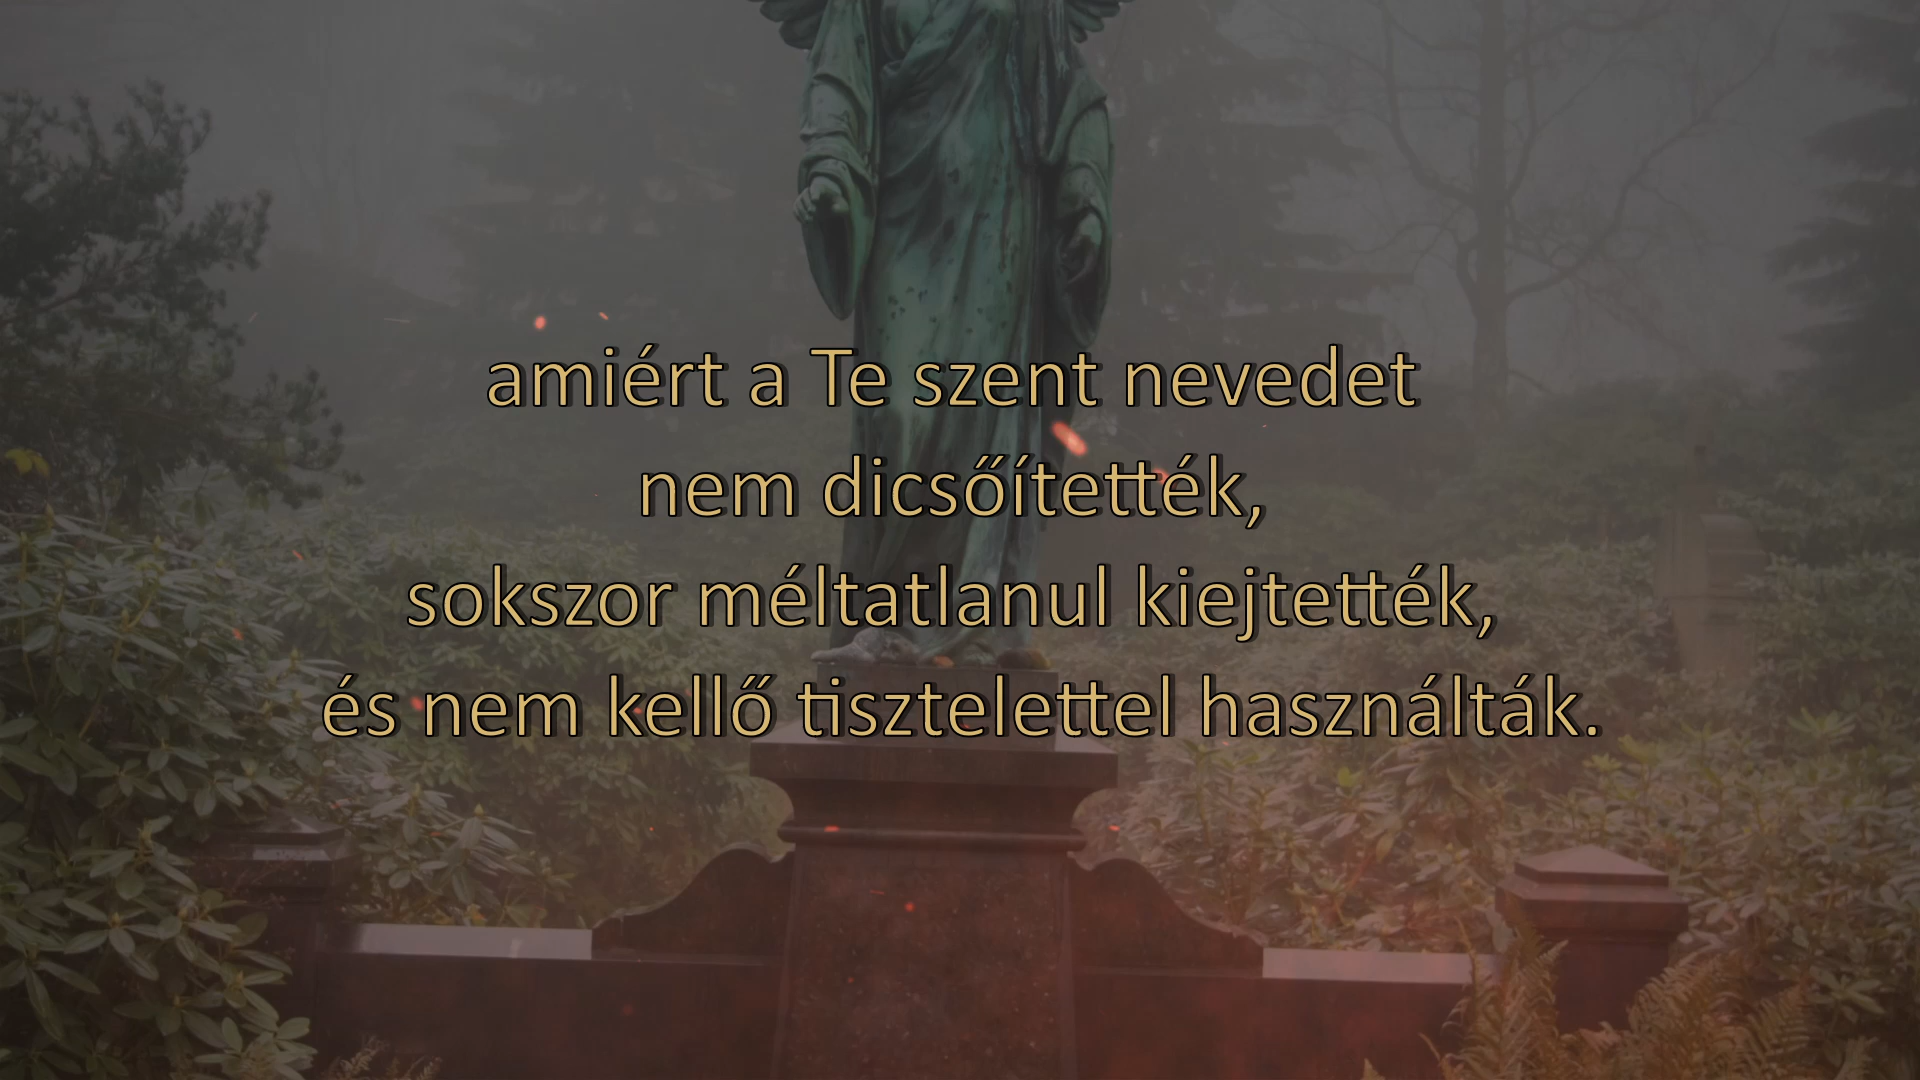 amiért a Te szent nevedet
nem dicsőítették,
sokszor méltatlanul kiejtették,
és nem kellő tisztelettel használták.